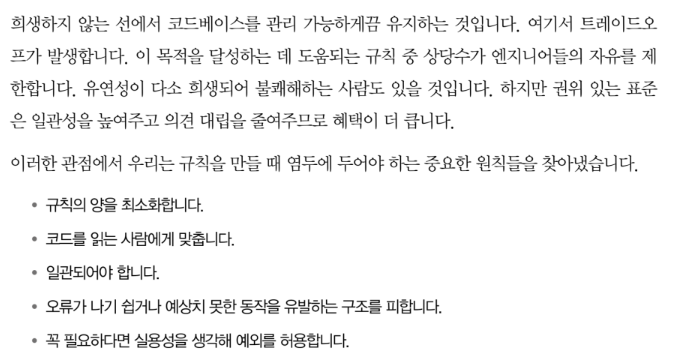 희생하지 않는 선에서 코드베이스를 관리 가능하게끔 유지하는 것입니다. 여기서 트레이드오
프가 발생합니다. 이 목적을 달성하는 데 도움되는 규칙 중 상당수가 엔지니어들의 자유를 제
한합니다. 유연성이 다소 희생되어 불쾌해하는 사람도 있을 것입니다. 하지만 권위 있는 표준
은 일관성을 높여주고 의견 대립을 줄여주므로 혜택이 더 큽니다.
이러한 관점에서 우리는 규칙을 만들 때 염두에 두어야 하는 중요한 원칙들을 찾아냈습니다.
• 규칙의 양을 최소화합니다.
• 코드를 읽는 사람에게 맞춥니다.
• 일관되어야 합니다.
• 오류가 나기 쉽거나 예상치 못한 동작을 유발하는 구조를 피합니다.
• 꼭 필요하다면 실용성을 생각해 예외를 허용합니다.